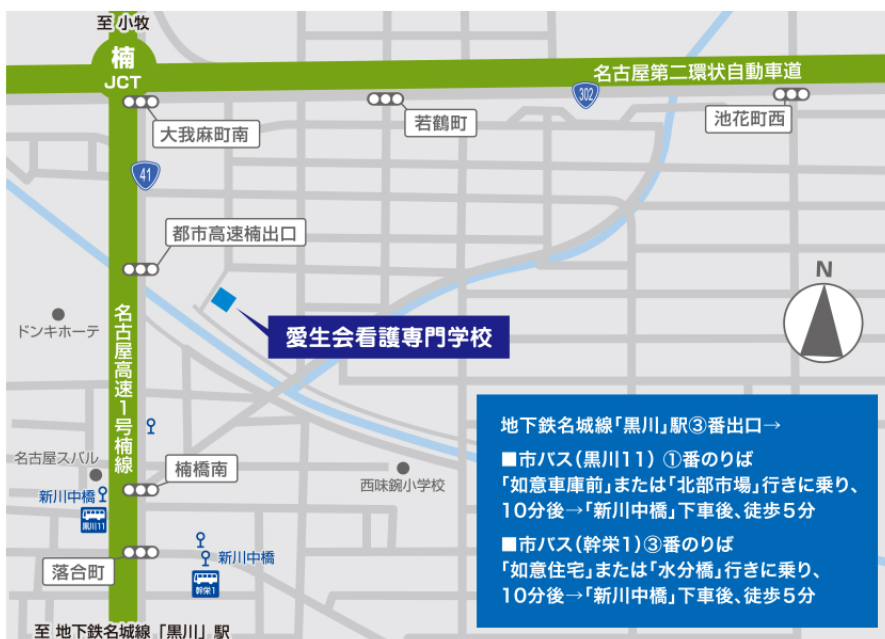 至 小牧
楠
JCT
名古屋第二環状自動車道
302
大我麻町南
若鶴町
池花町西
41
都市高速楠出口
N
ドンキホーテ
名古屋高速1号楠線
愛生会看護専門学校
名古屋スバル
楠橋南
西味鋺小学校
新川中橋
黒川11
新川中橋
落合町
幹栄1
至 地下鉄名城線「黒川」駅
地下鉄名城線「黒川」駅③番出口→
■市バス(黒川11) ①番のりば
「如意車庫前」または「北部市場」行きに乗り、
10分後→「新川中橋」下車後、徒歩5分
■市バス(幹栄1)③番のりば
「如意住宅」または「水分橋」行きに乗り、
10分後→「新川中橋」下車後、徒歩5分